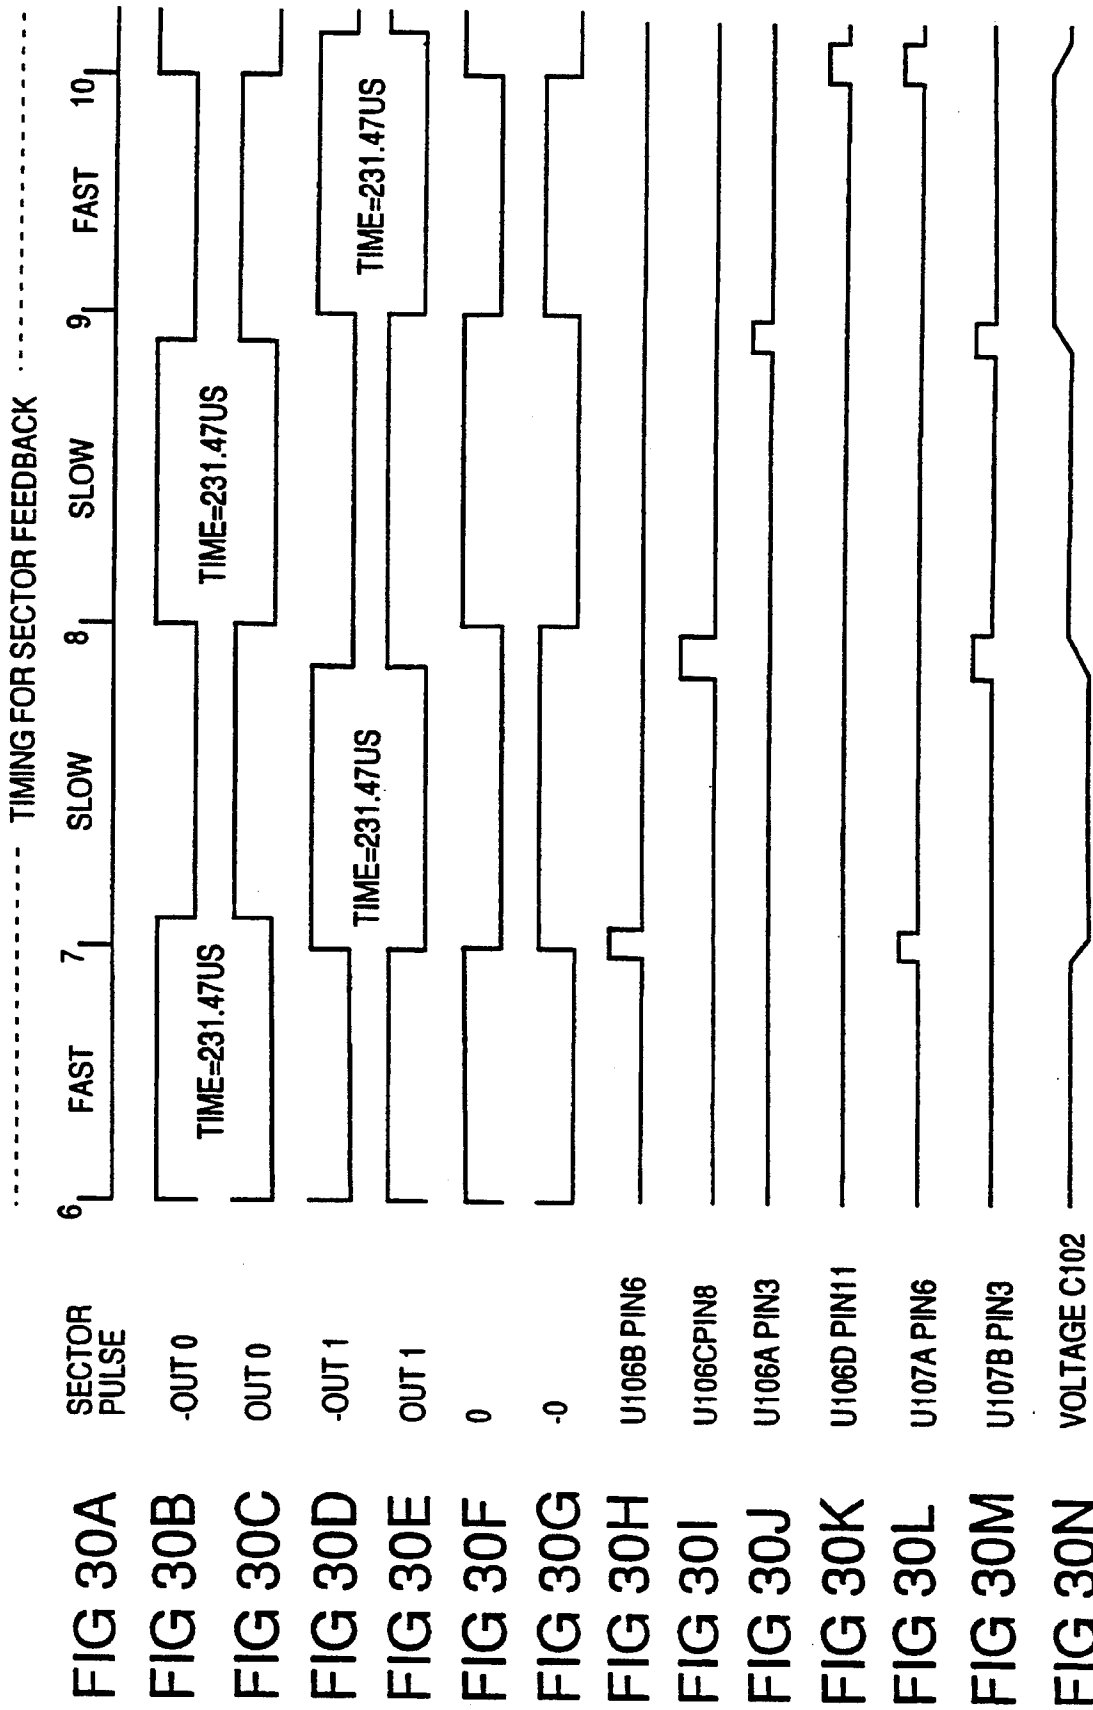 TIMING FOR SECTOR FEEDBACK
FIG 30A SECTOR PULSE 6 FAST 7 SLOW 8 SLOW 9 FAST 10
FIG 30B -OUT 0
TIME=231.47US TIME=231.47US
FIG 30C OUT 0
FIG 30D -OUT 1
TIME=231.47US TIME=231.47US
FIG 30E OUT 1
FIG 30F 0
FIG 30G -0
FIG 30H U106B PIN6
FIG 30I U106CPIN8
FIG 30J U106A PIN3
FIG 30K U106D PIN11
FIG 30L U107A PIN6
FIG 30M U107B PIN3
FIG 30N VOLTAGE C102